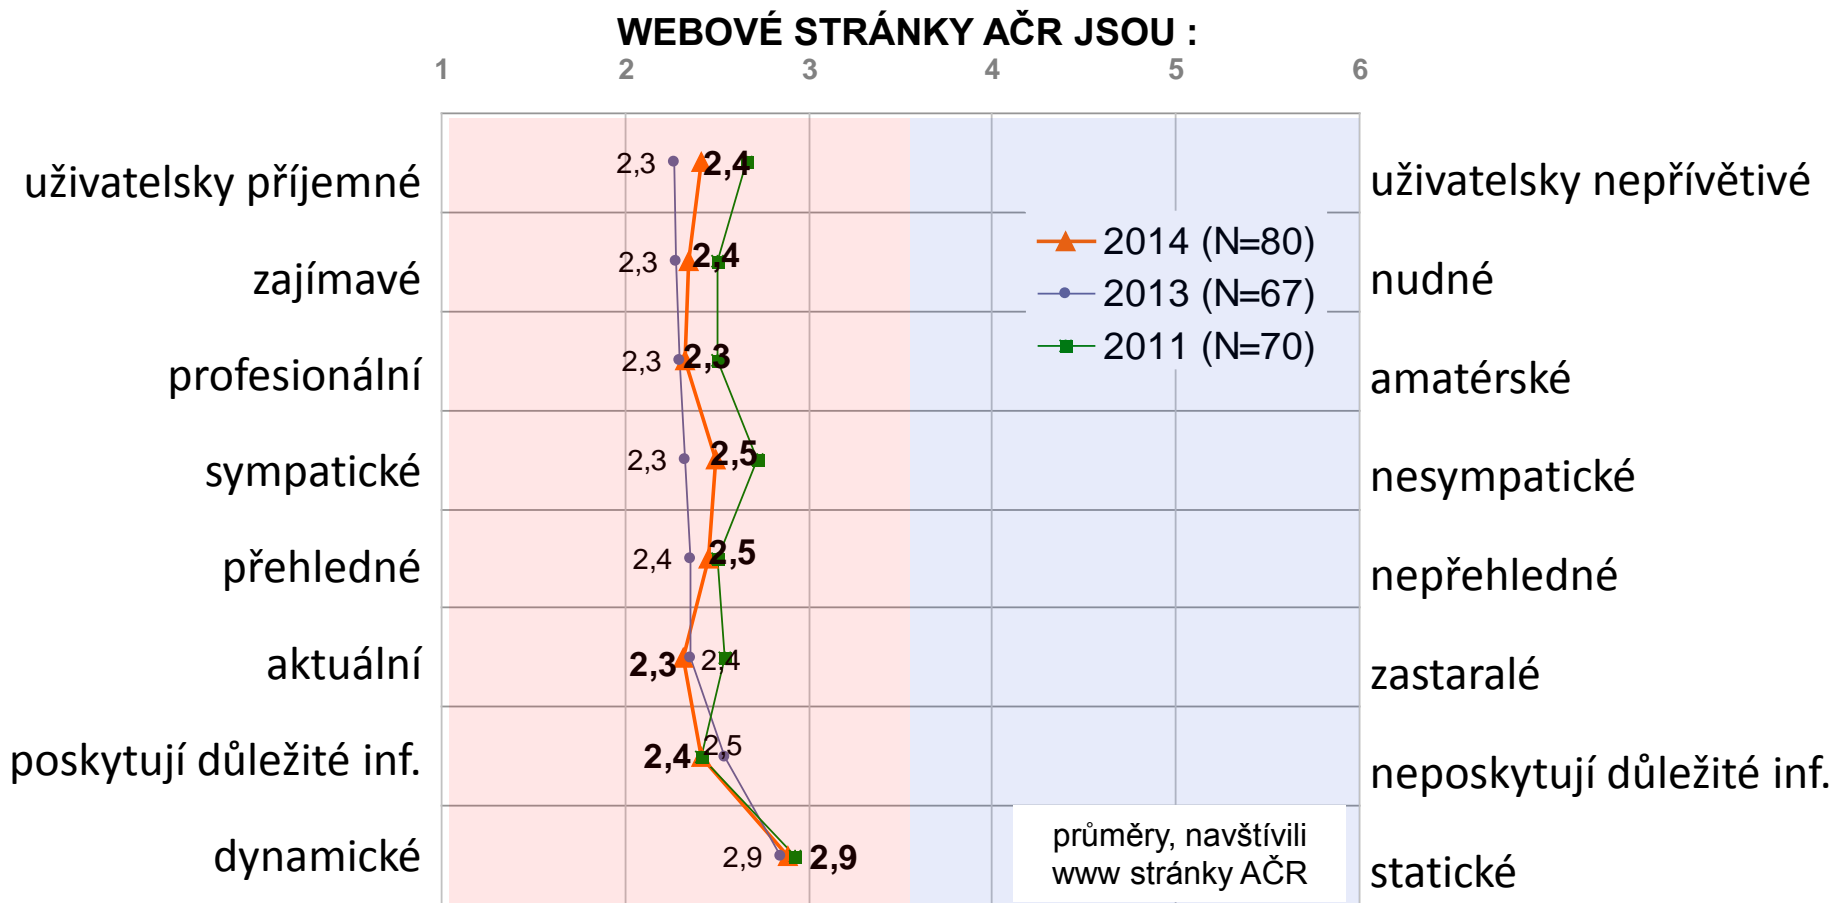 WEBOVÉ STRÁNKY AČR JSOU :
1 2 3 4 5 6
uživatelsky příjemné 2,3 2,4 uživatelsky nepřívětivé
2014 (N=80)
zajímavé 2,3 2,4 nudné
2013 (N=67)
2011 (N=70)
profesionální 2,3 2,3 amatérské
sympatické 2,3 2,5 nesympatické
přehledné 2,4 2,5 nepřehledné
aktuální 2,3 2,4 zastaralé
poskytují důležité inf. 2,4 2,5 neposkytují důležité inf.
průměry, navštívili
www stránky AČR
dynamické 2,9 2,9 statické